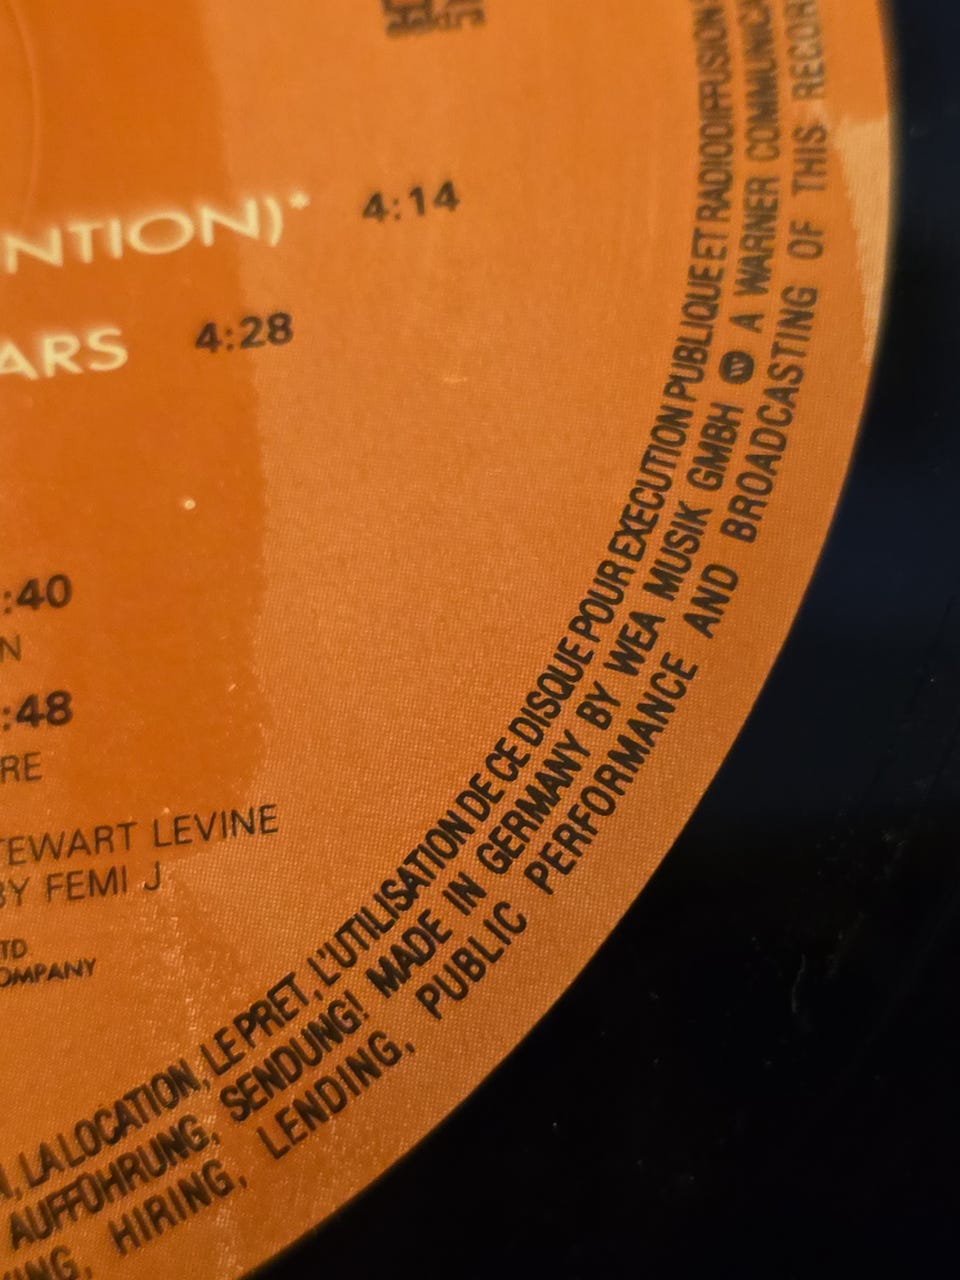 NTION)* 4:14
ARS 4:28
:40
N
:48
RE
TEWART LEVINE
BY FEMI J
TD
OMPANY
, LA LOCATION, LE PRET, L'UTILISATION DE CE DISQUE POUR EXECUTION PUBLIQUE ET RADIODIFFUSION
AUFFÖHRUNG, SENDUNG! MADE IN GERMANY BY WEA MUSIK GMBH W A WARNER COMMUNICA
ING, HIRING, LENDING, PUBLIC PERFORMANCE AND BROADCASTING OF THIS RECOR